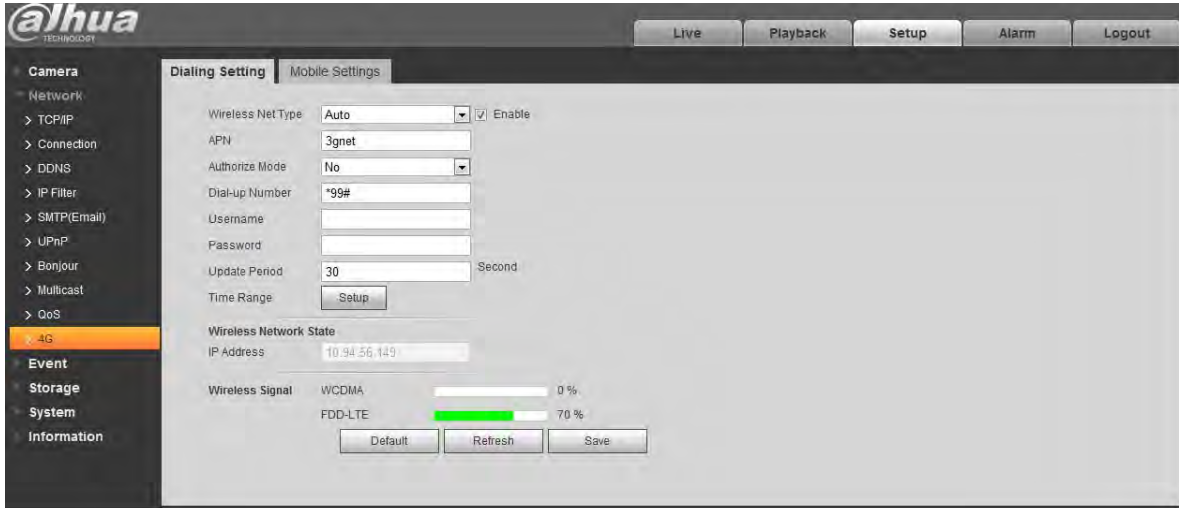 alhua
TECHNOLOGY
Live Playback Setup Alarm Logout
Camera
Network
TCP/IP
Connection
DDNS
IP Filter
SMTP(Email)
UPnP
Bonjour
Multicast
QoS
4G
Event
Storage
System
Information
Dialing Setting Mobile Settings
Wireless Net Type Auto Enable
APN 3gnet
Authorize Mode No
Dial-up Number *99#
Username
Password
Update Period 30 Second
Time Range Setup
Wireless Network State
IP Address 10.94.56.149
Wireless Signal WCDMA 0 %
FDD-LTE 70 %
Default Refresh Save